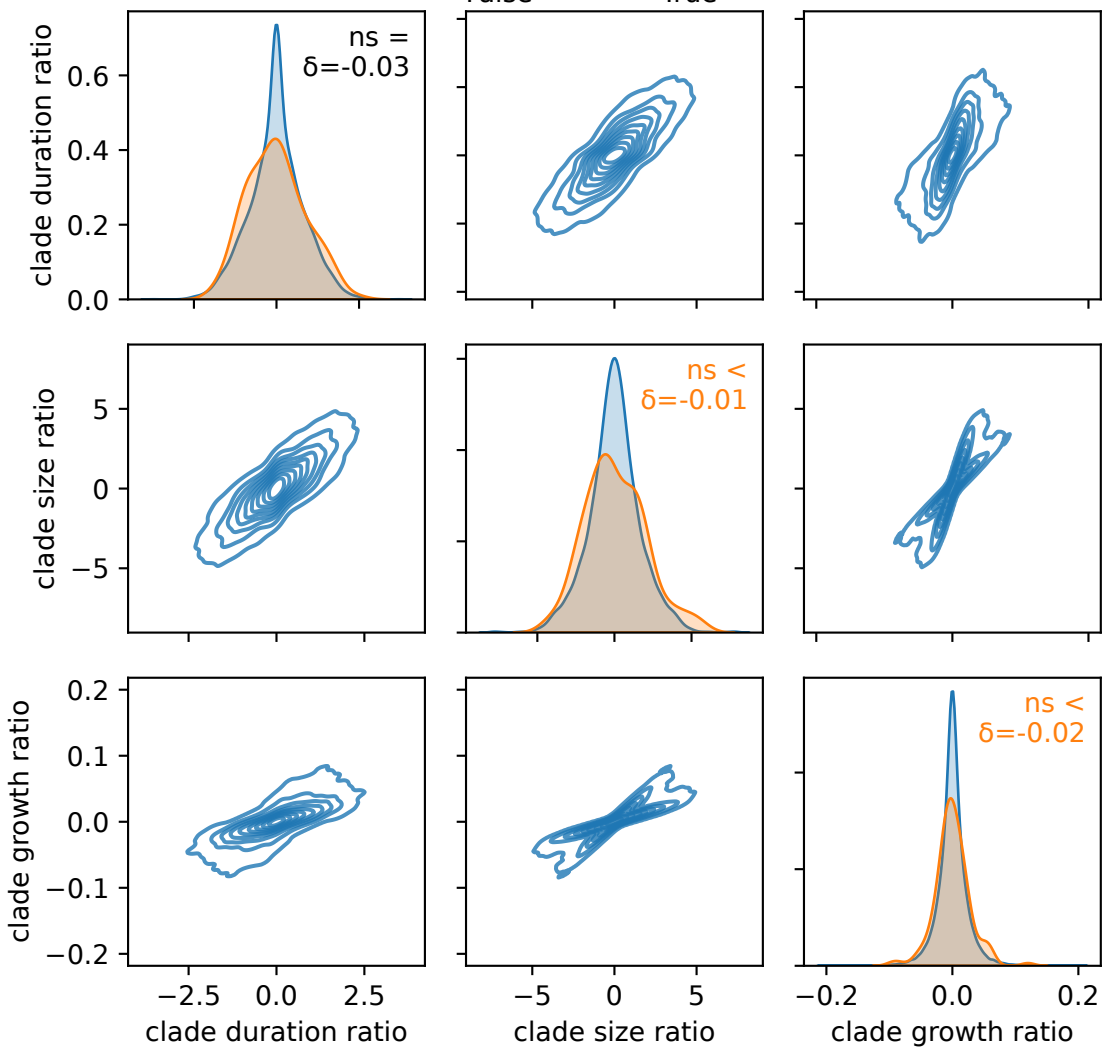 ns =
δ=-0.03
clade duration ratio
0.6
0.4
0.2
0.0
ns <
δ=-0.01
clade size ratio
5
0
−5
ns <
δ=-0.02
clade growth ratio
0.2
0.1
0.0
−0.1
−0.2
−2.5 0.0 2.5
−5 0 5
−0.2 0.0 0.2
clade duration ratio
clade size ratio
clade growth ratio